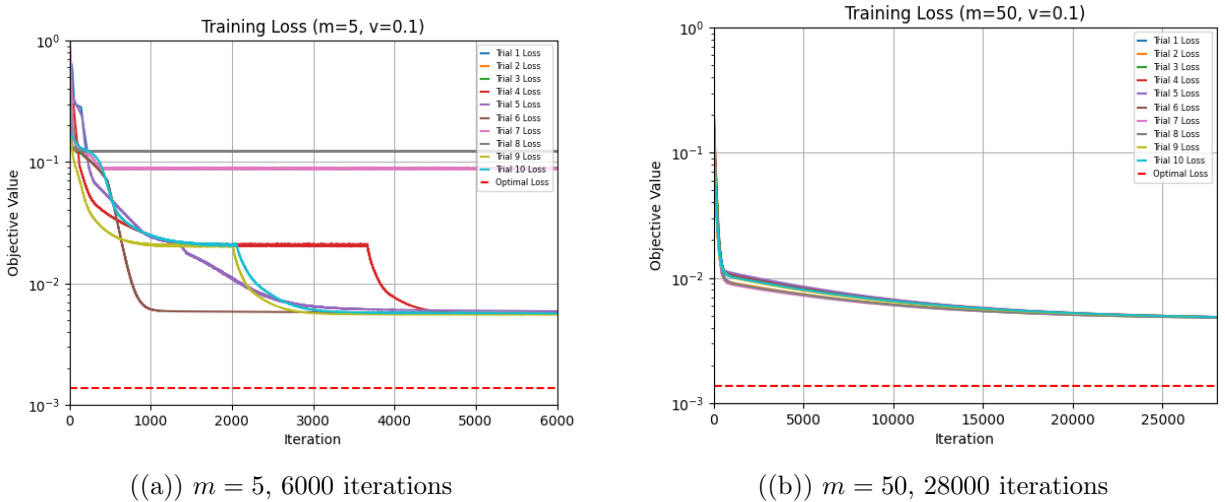 Training Loss (m=5, v=0.1)
Objective Value
10^0
10^{-1}
10^{-2}
10^{-3}
Trial 1 Loss
Trial 2 Loss
Trial 3 Loss
Trial 4 Loss
Trial 5 Loss
Trial 6 Loss
Trial 7 Loss
Trial 8 Loss
Trial 9 Loss
Trial 10 Loss
Optimal Loss
0 1000 2000 3000 4000 5000 6000
Iteration
((a)) m = 5, 6000 iterations
Training Loss (m=50, v=0.1)
Objective Value
10^0
10^{-1}
10^{-2}
10^{-3}
Trial 1 Loss
Trial 2 Loss
Trial 3 Loss
Trial 4 Loss
Trial 5 Loss
Trial 6 Loss
Trial 7 Loss
Trial 8 Loss
Trial 9 Loss
Trial 10 Loss
Optimal Loss
0 5000 10000 15000 20000 25000
Iteration
((b)) m = 50, 28000 iterations